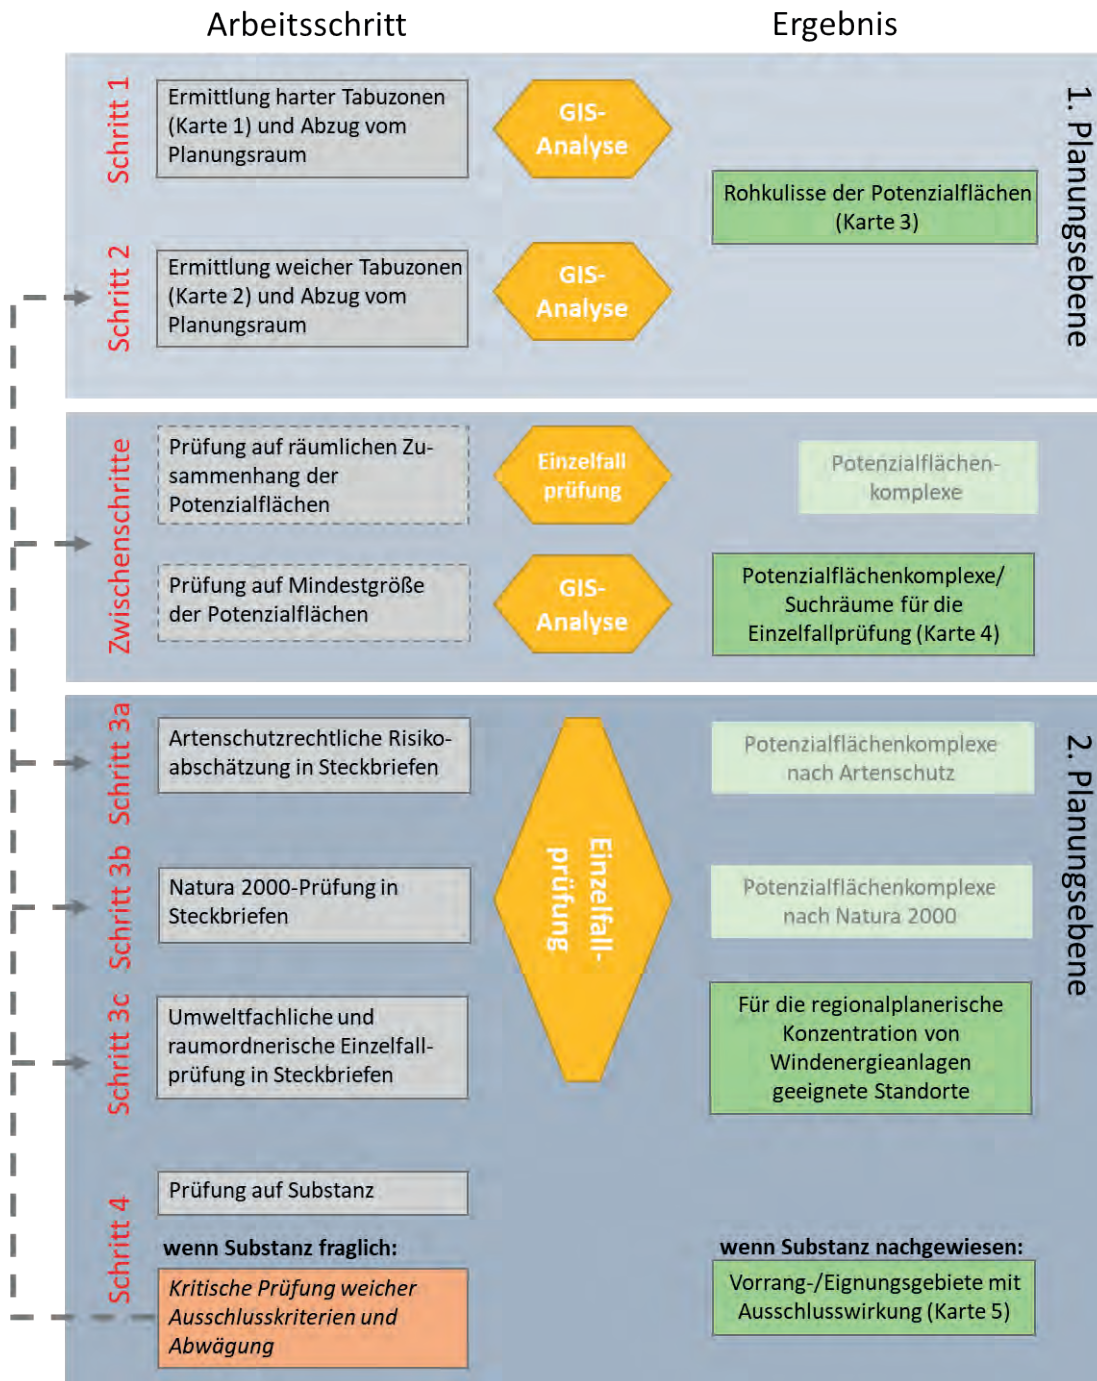 Arbeitsschritt
Ergebnis
1. Planungsebene
Schritt 1
Ermittlung harter Tabuzonen
(Karte 1) und Abzug vom
Planungsraum
GIS-
Analyse
Rohkulisse der Potenzialflächen
(Karte 3)
Schritt 2
Ermittlung weicher Tabuzonen
(Karte 2) und Abzug vom
Planungsraum
GIS-
Analyse
Zwischenschritte
Prüfung auf räumlichen Zu-
sammenhang der
Potenzialflächen
Einzelfall
prüfung
Potenzialflächen-
komplexe
Prüfung auf Mindestgröße
der Potenzialflächen
GIS-
Analyse
Potenzialflächenkomplexe/
Suchräume für die
Einzelfallprüfung (Karte 4)
2. Planungsebene
Schritt 3a
Artenschutzrechtliche Risiko-
abschätzung in Steckbriefen
Einzelfall-
prüfung
Potenzialflächenkomplexe
nach Artenschutz
Schritt 3b
Natura 2000-Prüfung in
Steckbriefen
Potenzialflächenkomplexe
nach Natura 2000
Schritt 3c
Umweltfachliche und
raumordnerische Einzelfall-
prüfung in Steckbriefen
Für die regionalplanerische
Konzentration von
Windenergieanlagen
geeignete Standorte
Schritt 4
Prüfung auf Substanz
wenn Substanz fraglich:
Kritische Prüfung weicher
Ausschlusskriterien und
Abwägung
wenn Substanz nachgewiesen:
Vorrang-/Eignungsgebiete mit
Ausschlusswirkung (Karte 5)